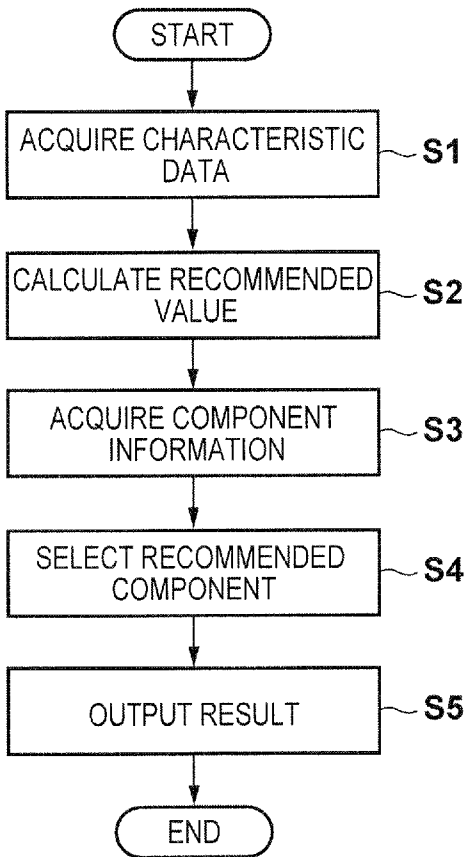 START
ACQUIRE CHARACTERISTIC
DATA
S1
CALCULATE RECOMMENDED
VALUE
S2
ACQUIRE COMPONENT
INFORMATION
S3
SELECT RECOMMENDED
COMPONENT
S4
OUTPUT RESULT
S5
END